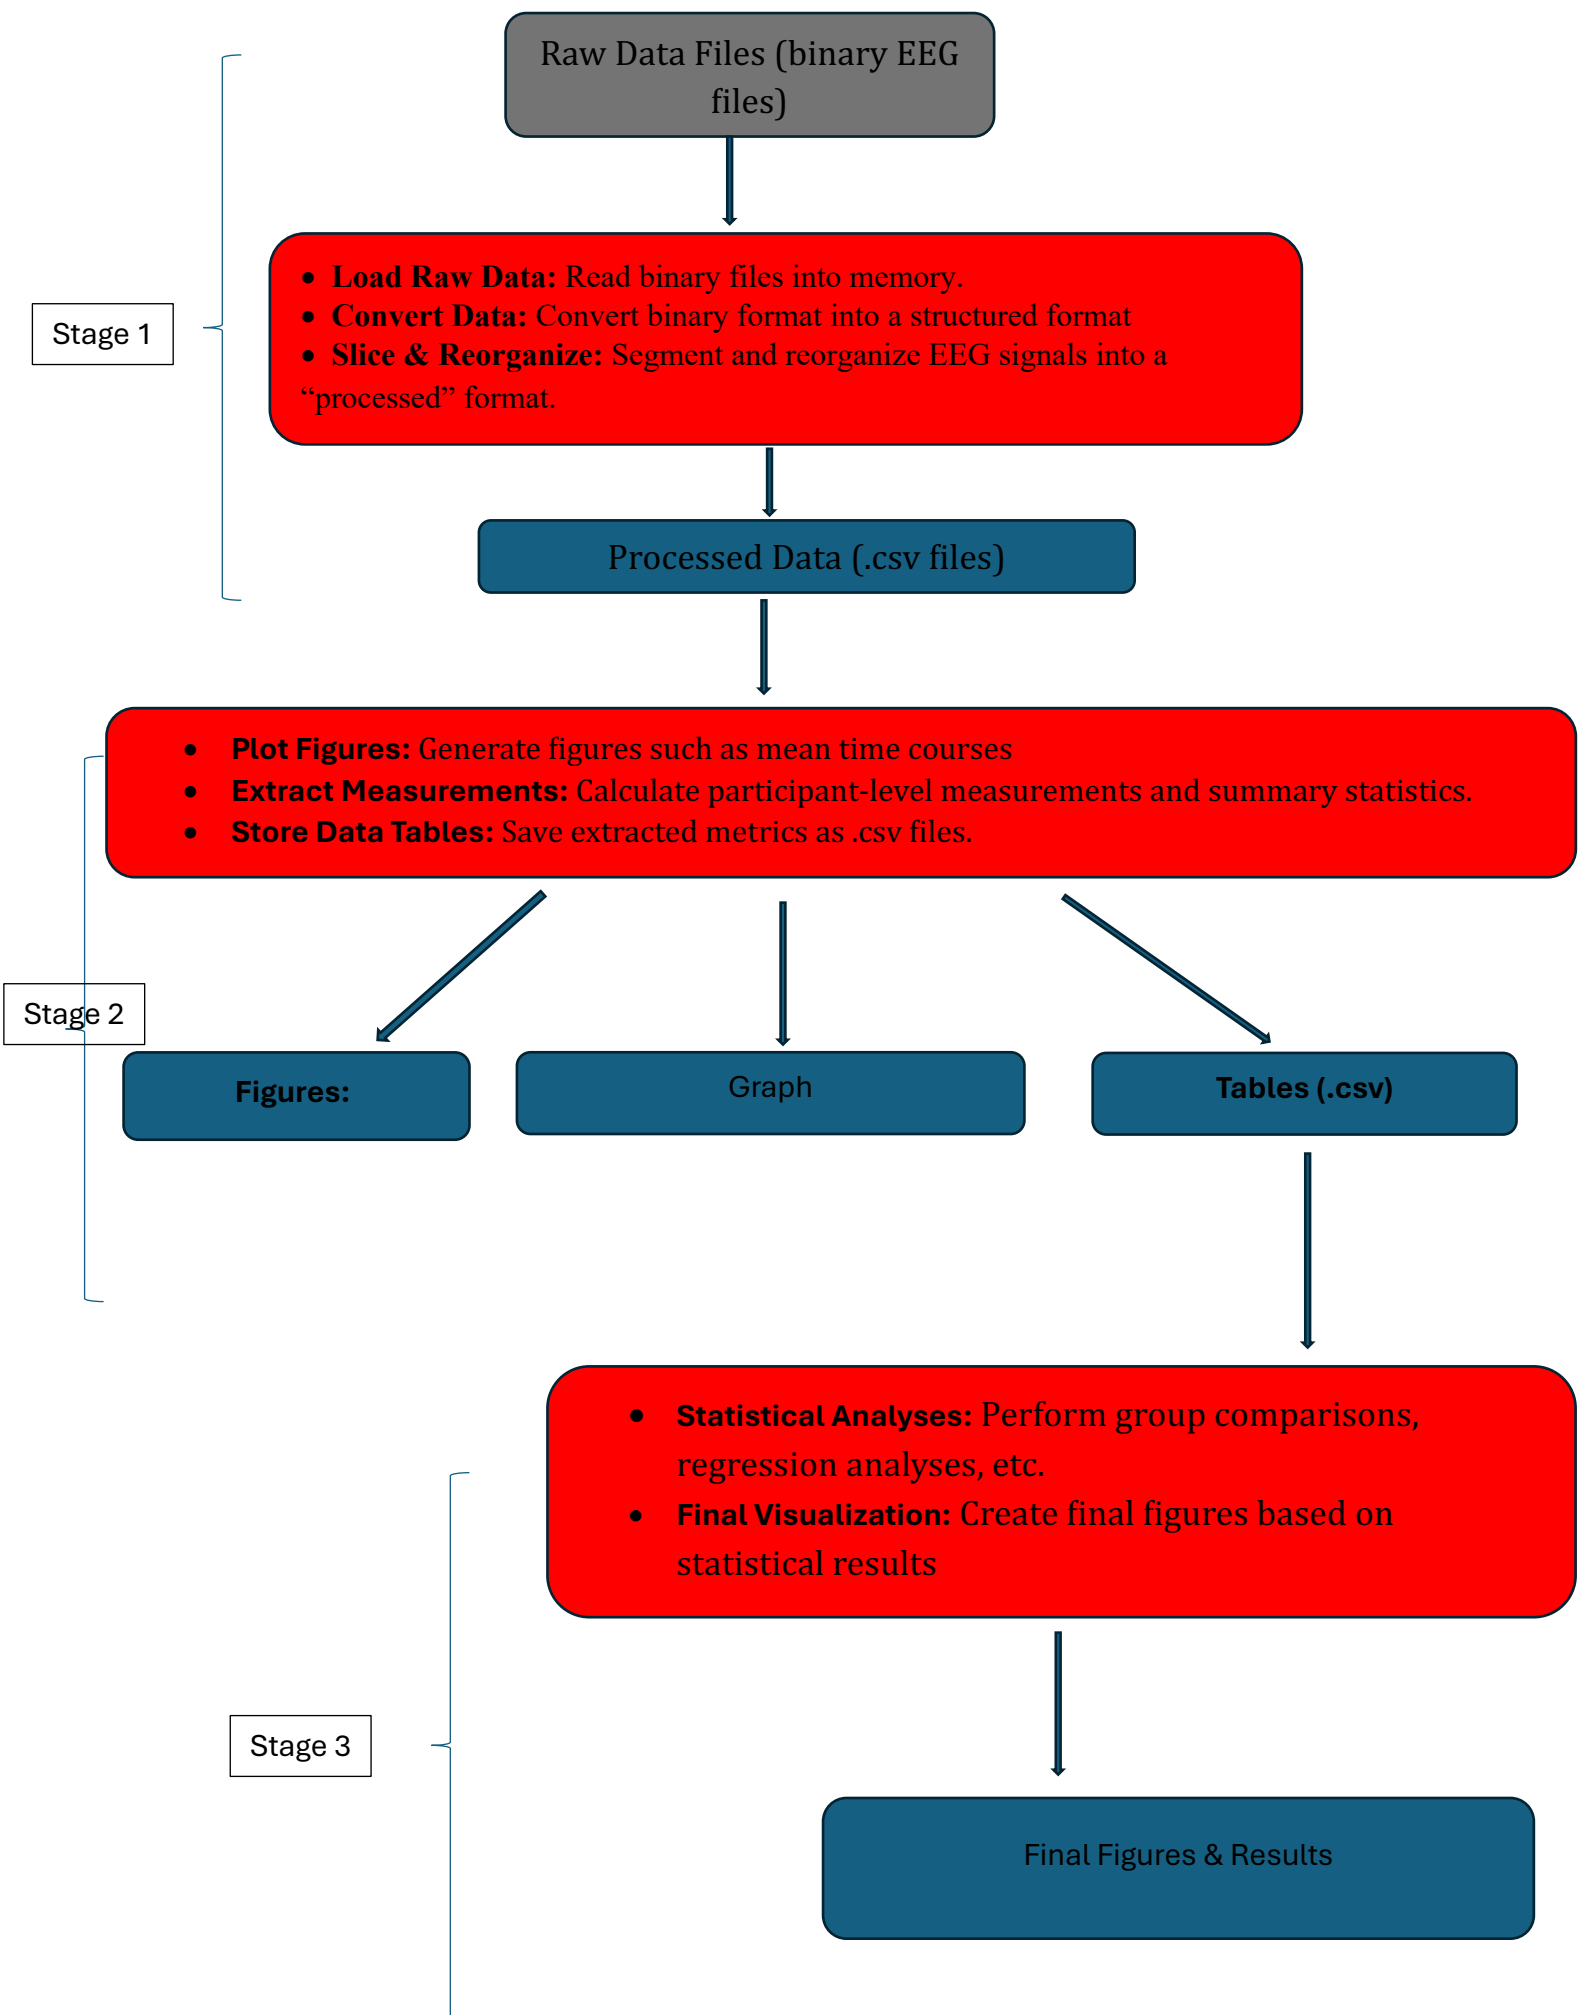 Raw Data Files (binary EEG
files)
Stage 1
• Load Raw Data: Read binary files into memory.
• Convert Data: Convert binary format into a structured format
• Slice & Reorganize: Segment and reorganize EEG signals into a
“processed” format.
Processed Data (.csv files)
• Plot Figures: Generate figures such as mean time courses
• Extract Measurements: Calculate participant-level measurements and summary statistics.
• Store Data Tables: Save extracted metrics as .csv files.
Stage 2
Figures:
Graph
Tables (.csv)
• Statistical Analyses: Perform group comparisons,
regression analyses, etc.
• Final Visualization: Create final figures based on
statistical results
Stage 3
Final Figures & Results